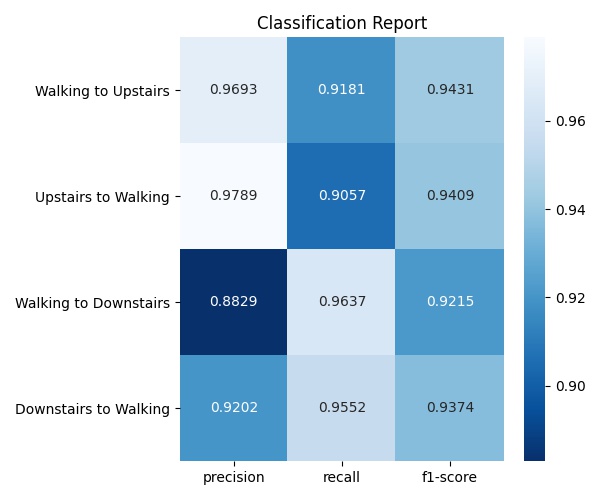 Classification Report
Walking to Upstairs 0.9693 0.9181 0.9431
0.96
Upstairs to Walking 0.9789 0.9057 0.9409
0.94
Walking to Downstairs 0.8829 0.9637 0.9215
0.92
0.90
Downstairs to Walking 0.9202 0.9552 0.9374
precision recall f1-score